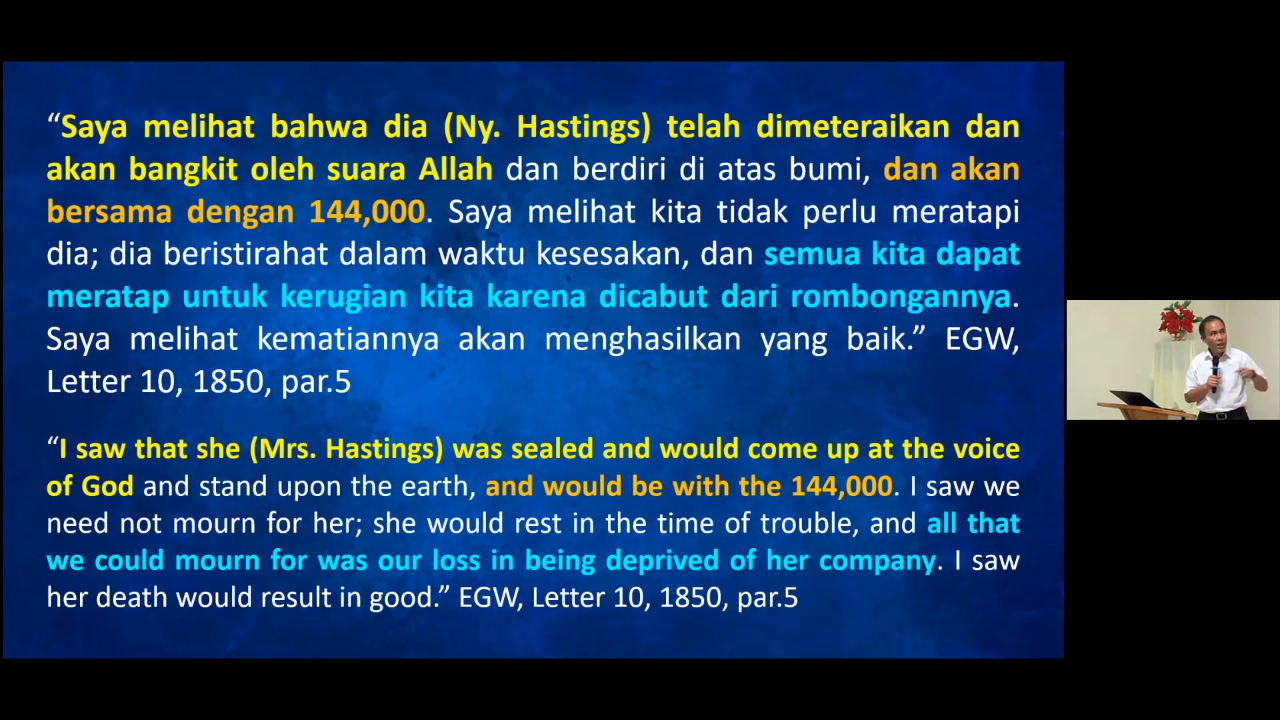 “Saya melihat bahwa dia (Ny. Hastings) telah dimeteraikan dan
akan bangkit oleh suara Allah dan berdiri di atas bumi, dan akan
bersama dengan 144,000. Saya melihat kita tidak perlu meratapi
dia; dia beristirahat dalam waktu kesesakan, dan semua kita dapat
meratap untuk kerugian kita karena dicabut dari rombongannya.
Saya melihat kematiannya akan menghasilkan yang baik.” EGW,
Letter 10, 1850, par.5
“I saw that she (Mrs. Hastings) was sealed and would come up at the voice
of God and stand upon the earth, and would be with the 144,000. I saw we
need not mourn for her; she would rest in the time of trouble, and all that
we could mourn for was our loss in being deprived of her company. I saw
her death would result in good.” EGW, Letter 10, 1850, par.5